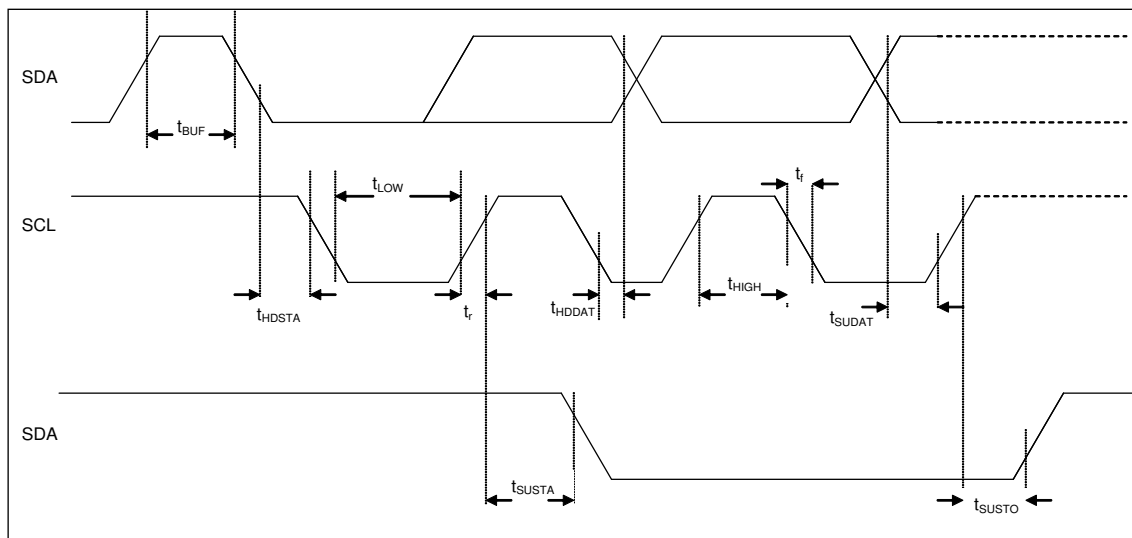 SDA
tBUF
tLOW
tf
SCL
tHDSTA
tr
tHDDAT
tHIGH
tSUDAT
SDA
tSUSTA
tSUSTO